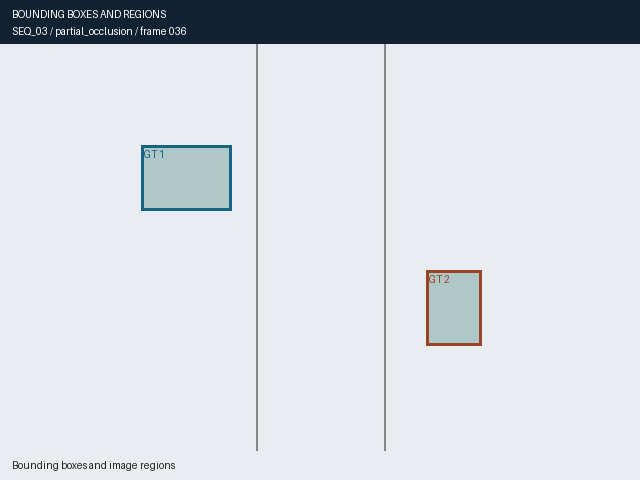 BOUNDING BOXES AND REGIONS
SEQ_03 / partial_occlusion / frame 036
GT1
GT2
Bounding boxes and image regions